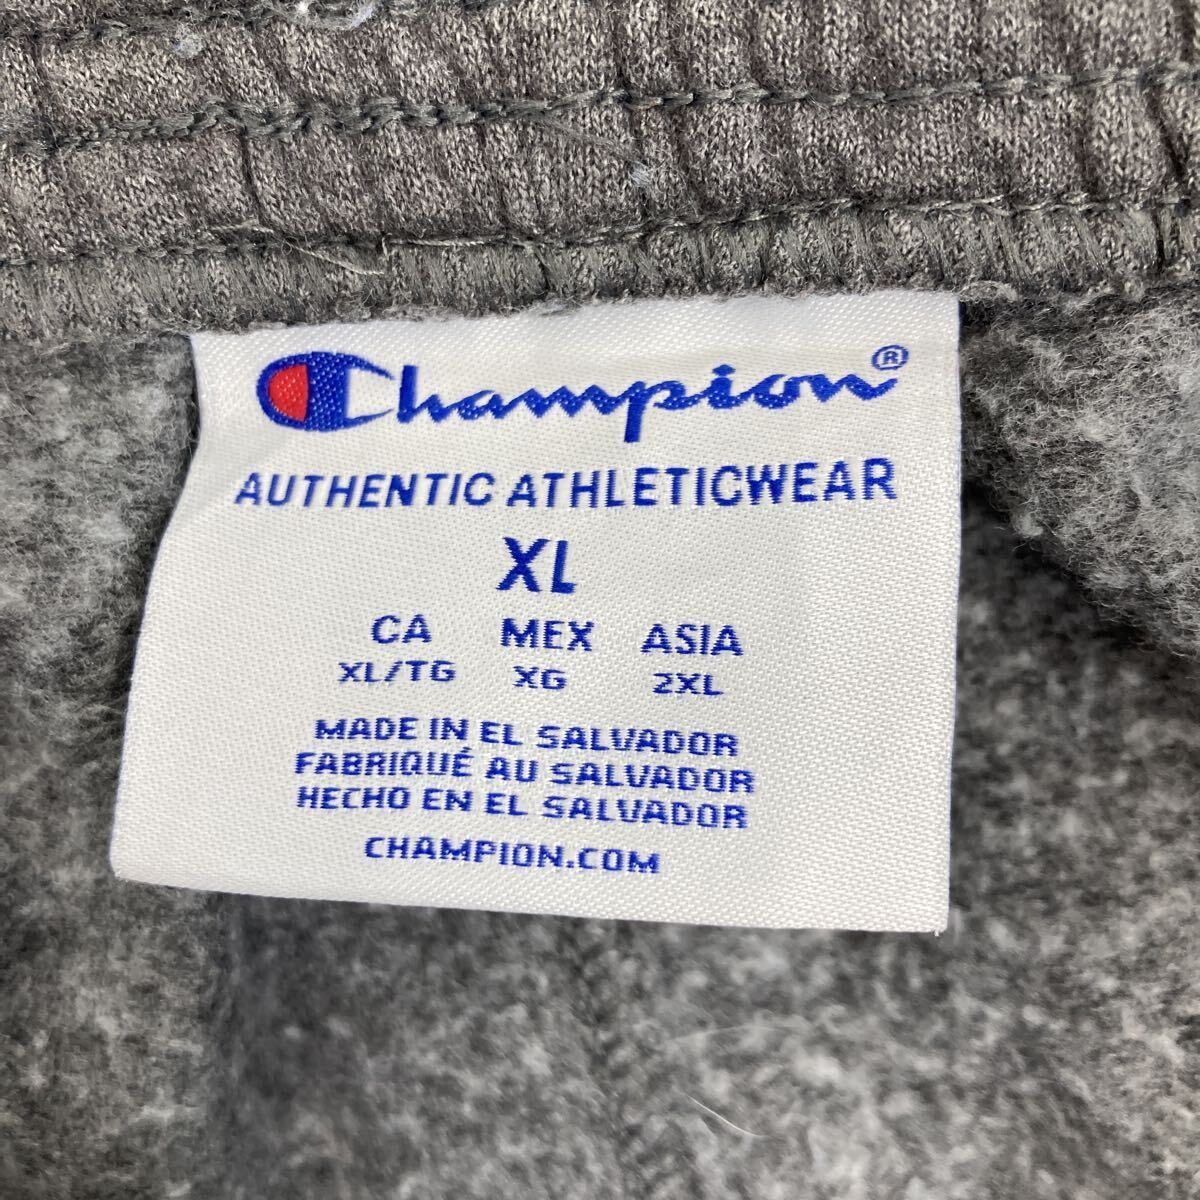 Champion®
AUTHENTIC ATHLETICWEAR
XL
CA MEX ASIA
XL/TG XG 2XL
MADE IN EL SALVADOR
FABRIQUÉ AU SALVADOR
HECHO EN EL SALVADOR
CHAMPION.COM